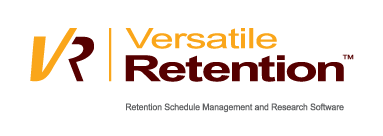 VR
Versatile
Retention™
Retention Schedule Management and Research Software